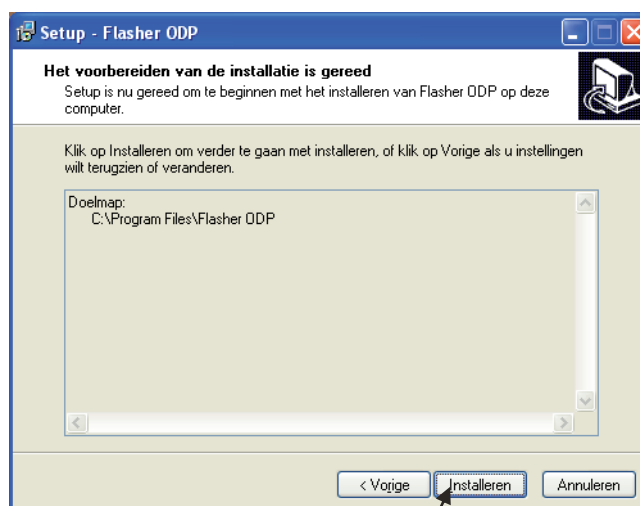 Setup - Flasher ODP
Het voorbereiden van de installatie is gereed
Setup is nu gereed om te beginnen met het installeren van Flasher ODP op deze
computer.
Klik op Installeren om verder te gaan met installeren, of klik op Vorige als u instellingen
wilt terugzien of veranderen.
Doelmap:
C:\Program Files\Flasher ODP
< Vorige Installeren Annuleren